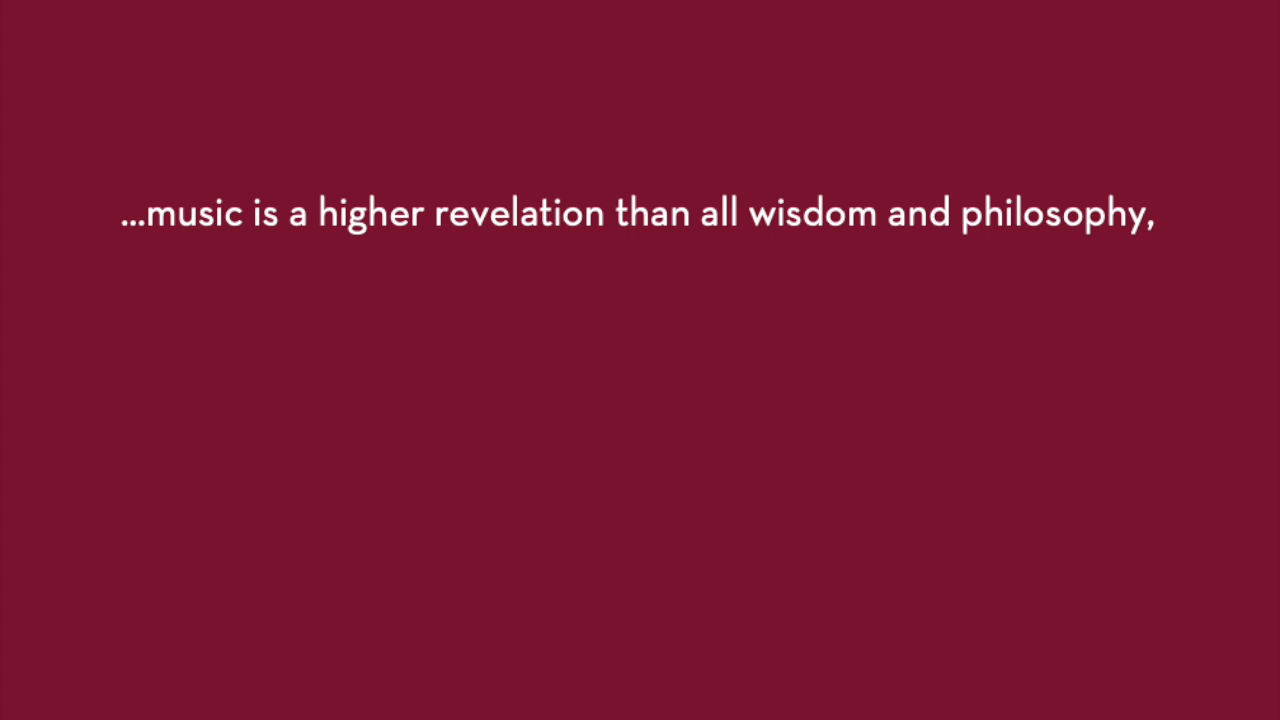 ...music is a higher revelation than all wisdom and philosophy,